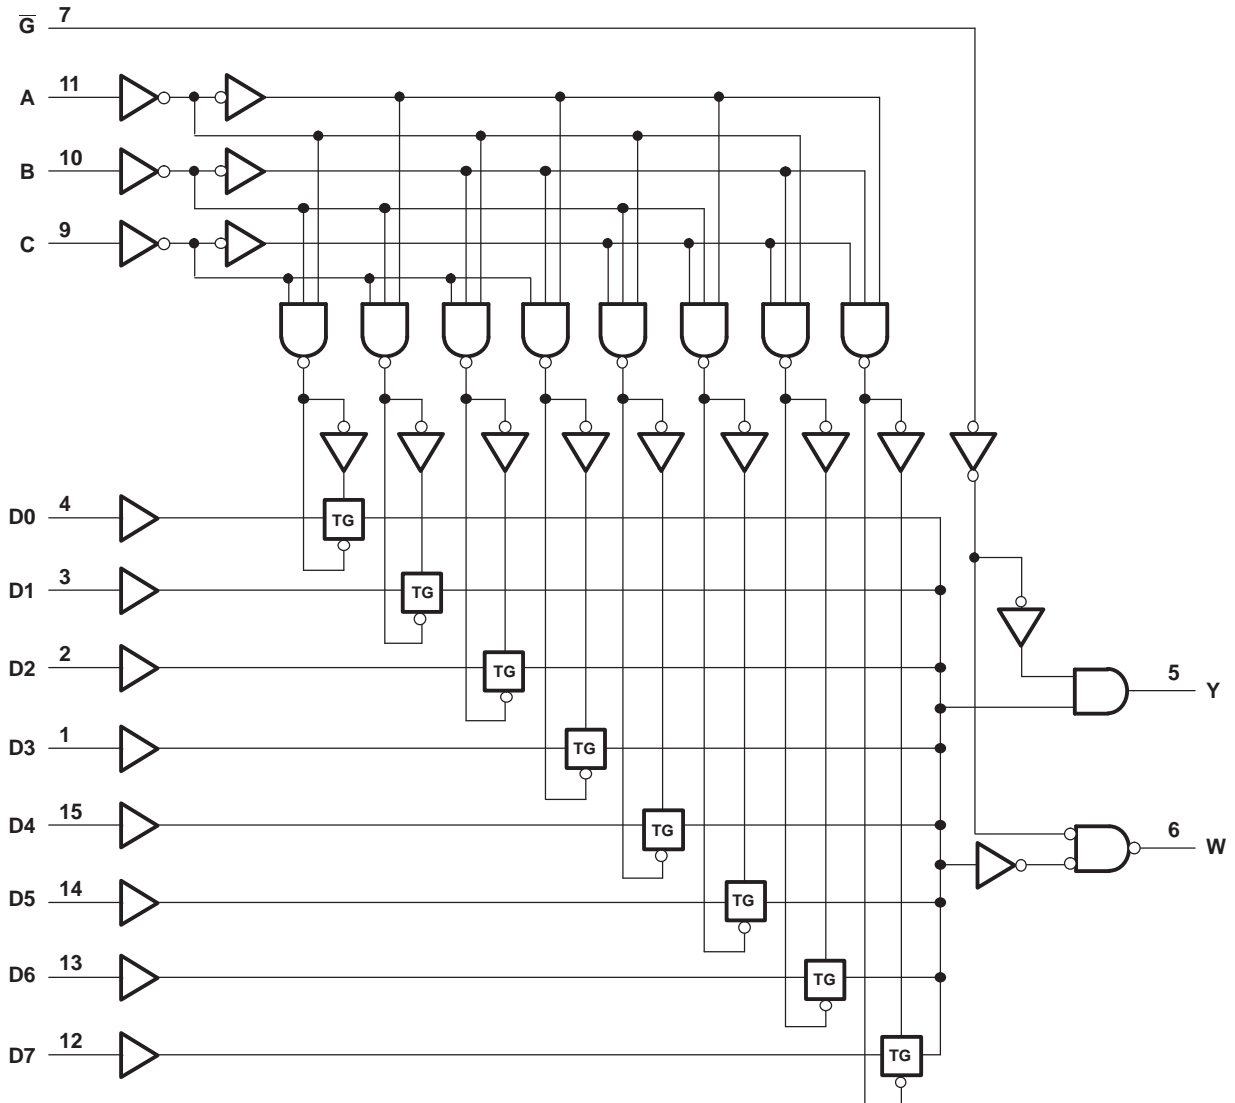 G̅ 7
A 11
B 10
C 9
D0 4 TG
D1 3 TG
D2 2 TG
5 Y
D3 1 TG
D4 15 TG
6 W
D5 14 TG
D6 13 TG
D7 12 TG